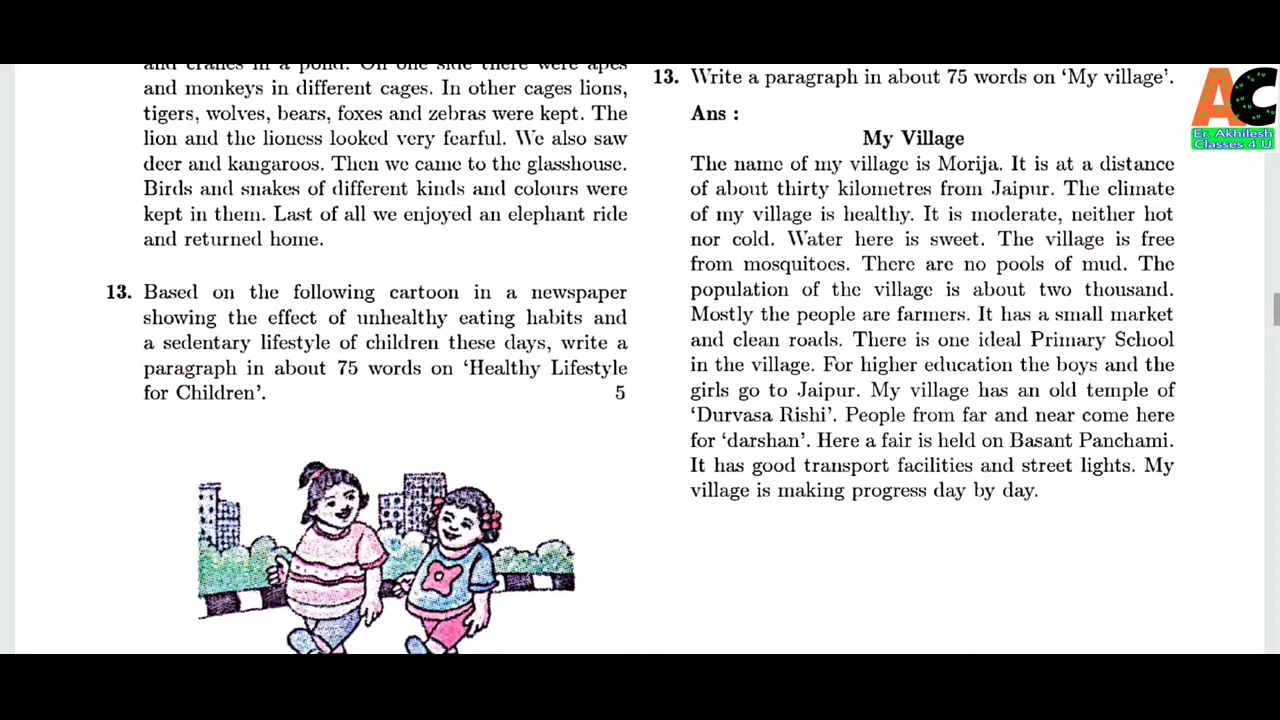 and cranes in a pond. On one side there were apes
and monkeys in different cages. In other cages lions,
tigers, wolves, bears, foxes and zebras were kept. The
lion and the lioness looked very fearful. We also saw
deer and kangaroos. Then we came to the glasshouse.
Birds and snakes of different kinds and colours were
kept in them. Last of all we enjoyed an elephant ride
and returned home.
13. Based on the following cartoon in a newspaper
showing the effect of unhealthy eating habits and
a sedentary lifestyle of children these days, write a
paragraph in about 75 words on ‘Healthy Lifestyle
for Children’. 5
13. Write a paragraph in about 75 words on ‘My village’.
Ans :
My Village
The name of my village is Morija. It is at a distance
of about thirty kilometres from Jaipur. The climate
of my village is healthy. It is moderate, neither hot
nor cold. Water here is sweet. The village is free
from mosquitoes. There are no pools of mud. The
population of the village is about two thousand.
Mostly the people are farmers. It has a small market
and clean roads. There is one ideal Primary School
in the village. For higher education the boys and the
girls go to Jaipur. My village has an old temple of
‘Durvasa Rishi’. People from far and near come here
for ‘darshan’. Here a fair is held on Basant Panchami.
It has good transport facilities and street lights. My
village is making progress day by day.
AC
Er. Akhilesh
Classes 4 U